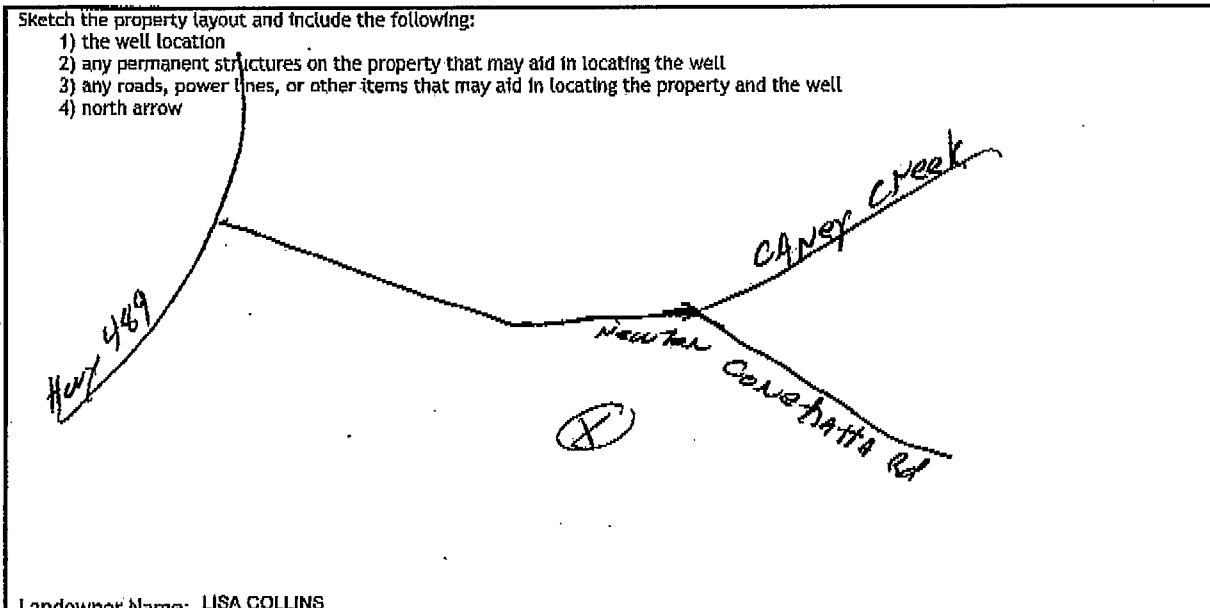 Sketch the property layout and include the following:
1) the well location
2) any permanent structures on the property that may aid in locating the well
3) any roads, power lines, or other items that may aid in locating the property and the well
4) north arrow
CANEY CREEK
Hwy 489
Newton
CONEHATTA Rd
X
Landowner Name: LISA COLLINS